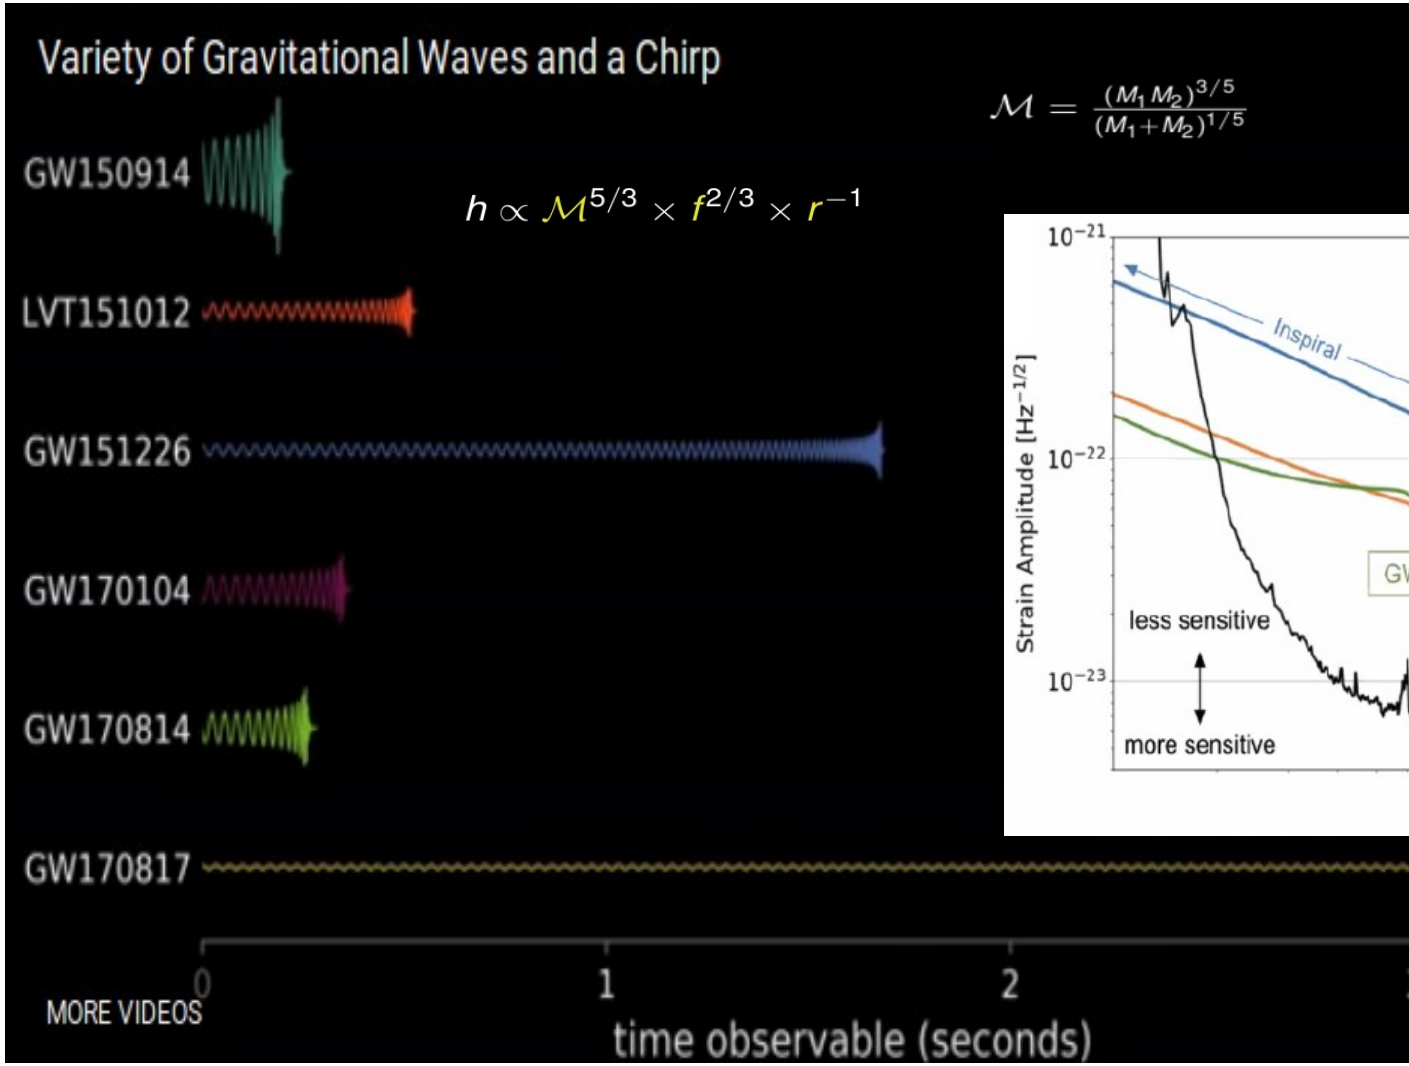 Variety of Gravitational Waves and a Chirp
ℳ = (M₁ M₂)^{3/5} / (M₁+M₂)^{1/5}
GW150914
h ∝ ℳ^{5/3} × f^{2/3} × r^{−1}
LVT151012
GW151226
GW170104
GW170814
GW170817
0
1
2
time observable (seconds)
MORE VIDEOS
10^{−21}
Inspiral
Strain Amplitude [Hz^{−1/2}]
10^{−22}
less sensitive
10^{−23}
more sensitive